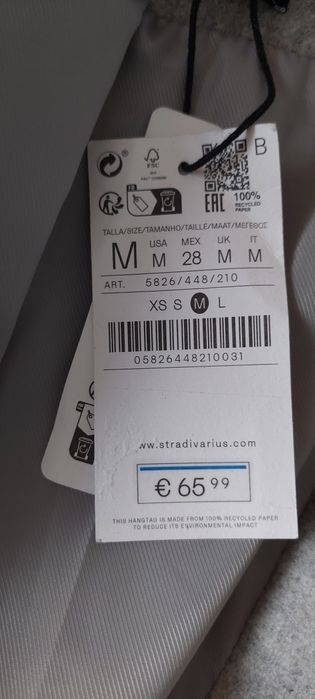 B
FSC
FR
EAC 100%
RECYCLED
PAPER
TALLA/SIZE/TAMANHO/TAILLE/MAAT/ΜΕΓΕΘΟΣ
M USA MEX UK IT
M 28 M M
ART. 5826/448/210
XS S M L
05826448210031
www.stradivarius.com
€ 65 99
THIS HANGTAG IS MADE FROM 100% RECYCLED PAPER
TO REDUCE ITS ENVIRONMENTAL IMPACT